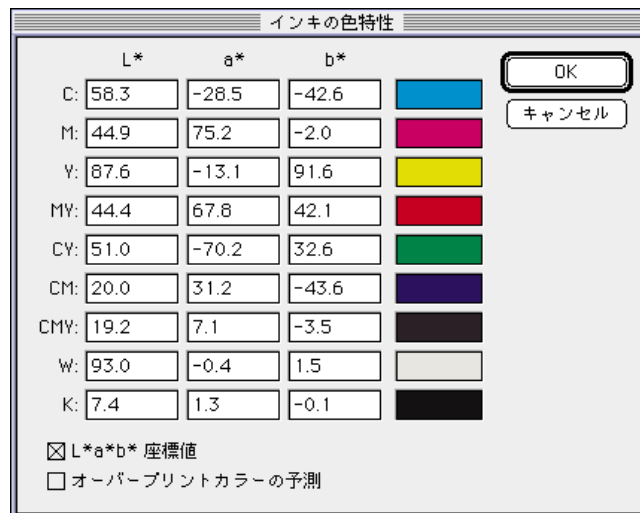 インキの色特性
L* a* b*
C: 58.3 -28.5 -42.6
M: 44.9 75.2 -2.0
Y: 87.6 -13.1 91.6
MY: 44.4 67.8 42.1
CY: 51.0 -70.2 32.6
CM: 20.0 31.2 -43.6
CMY: 19.2 7.1 -3.5
W: 93.0 -0.4 1.5
K: 7.4 1.3 -0.1
OK
キャンセル
L*a*b* 座標値
オーバープリントカラーの予測